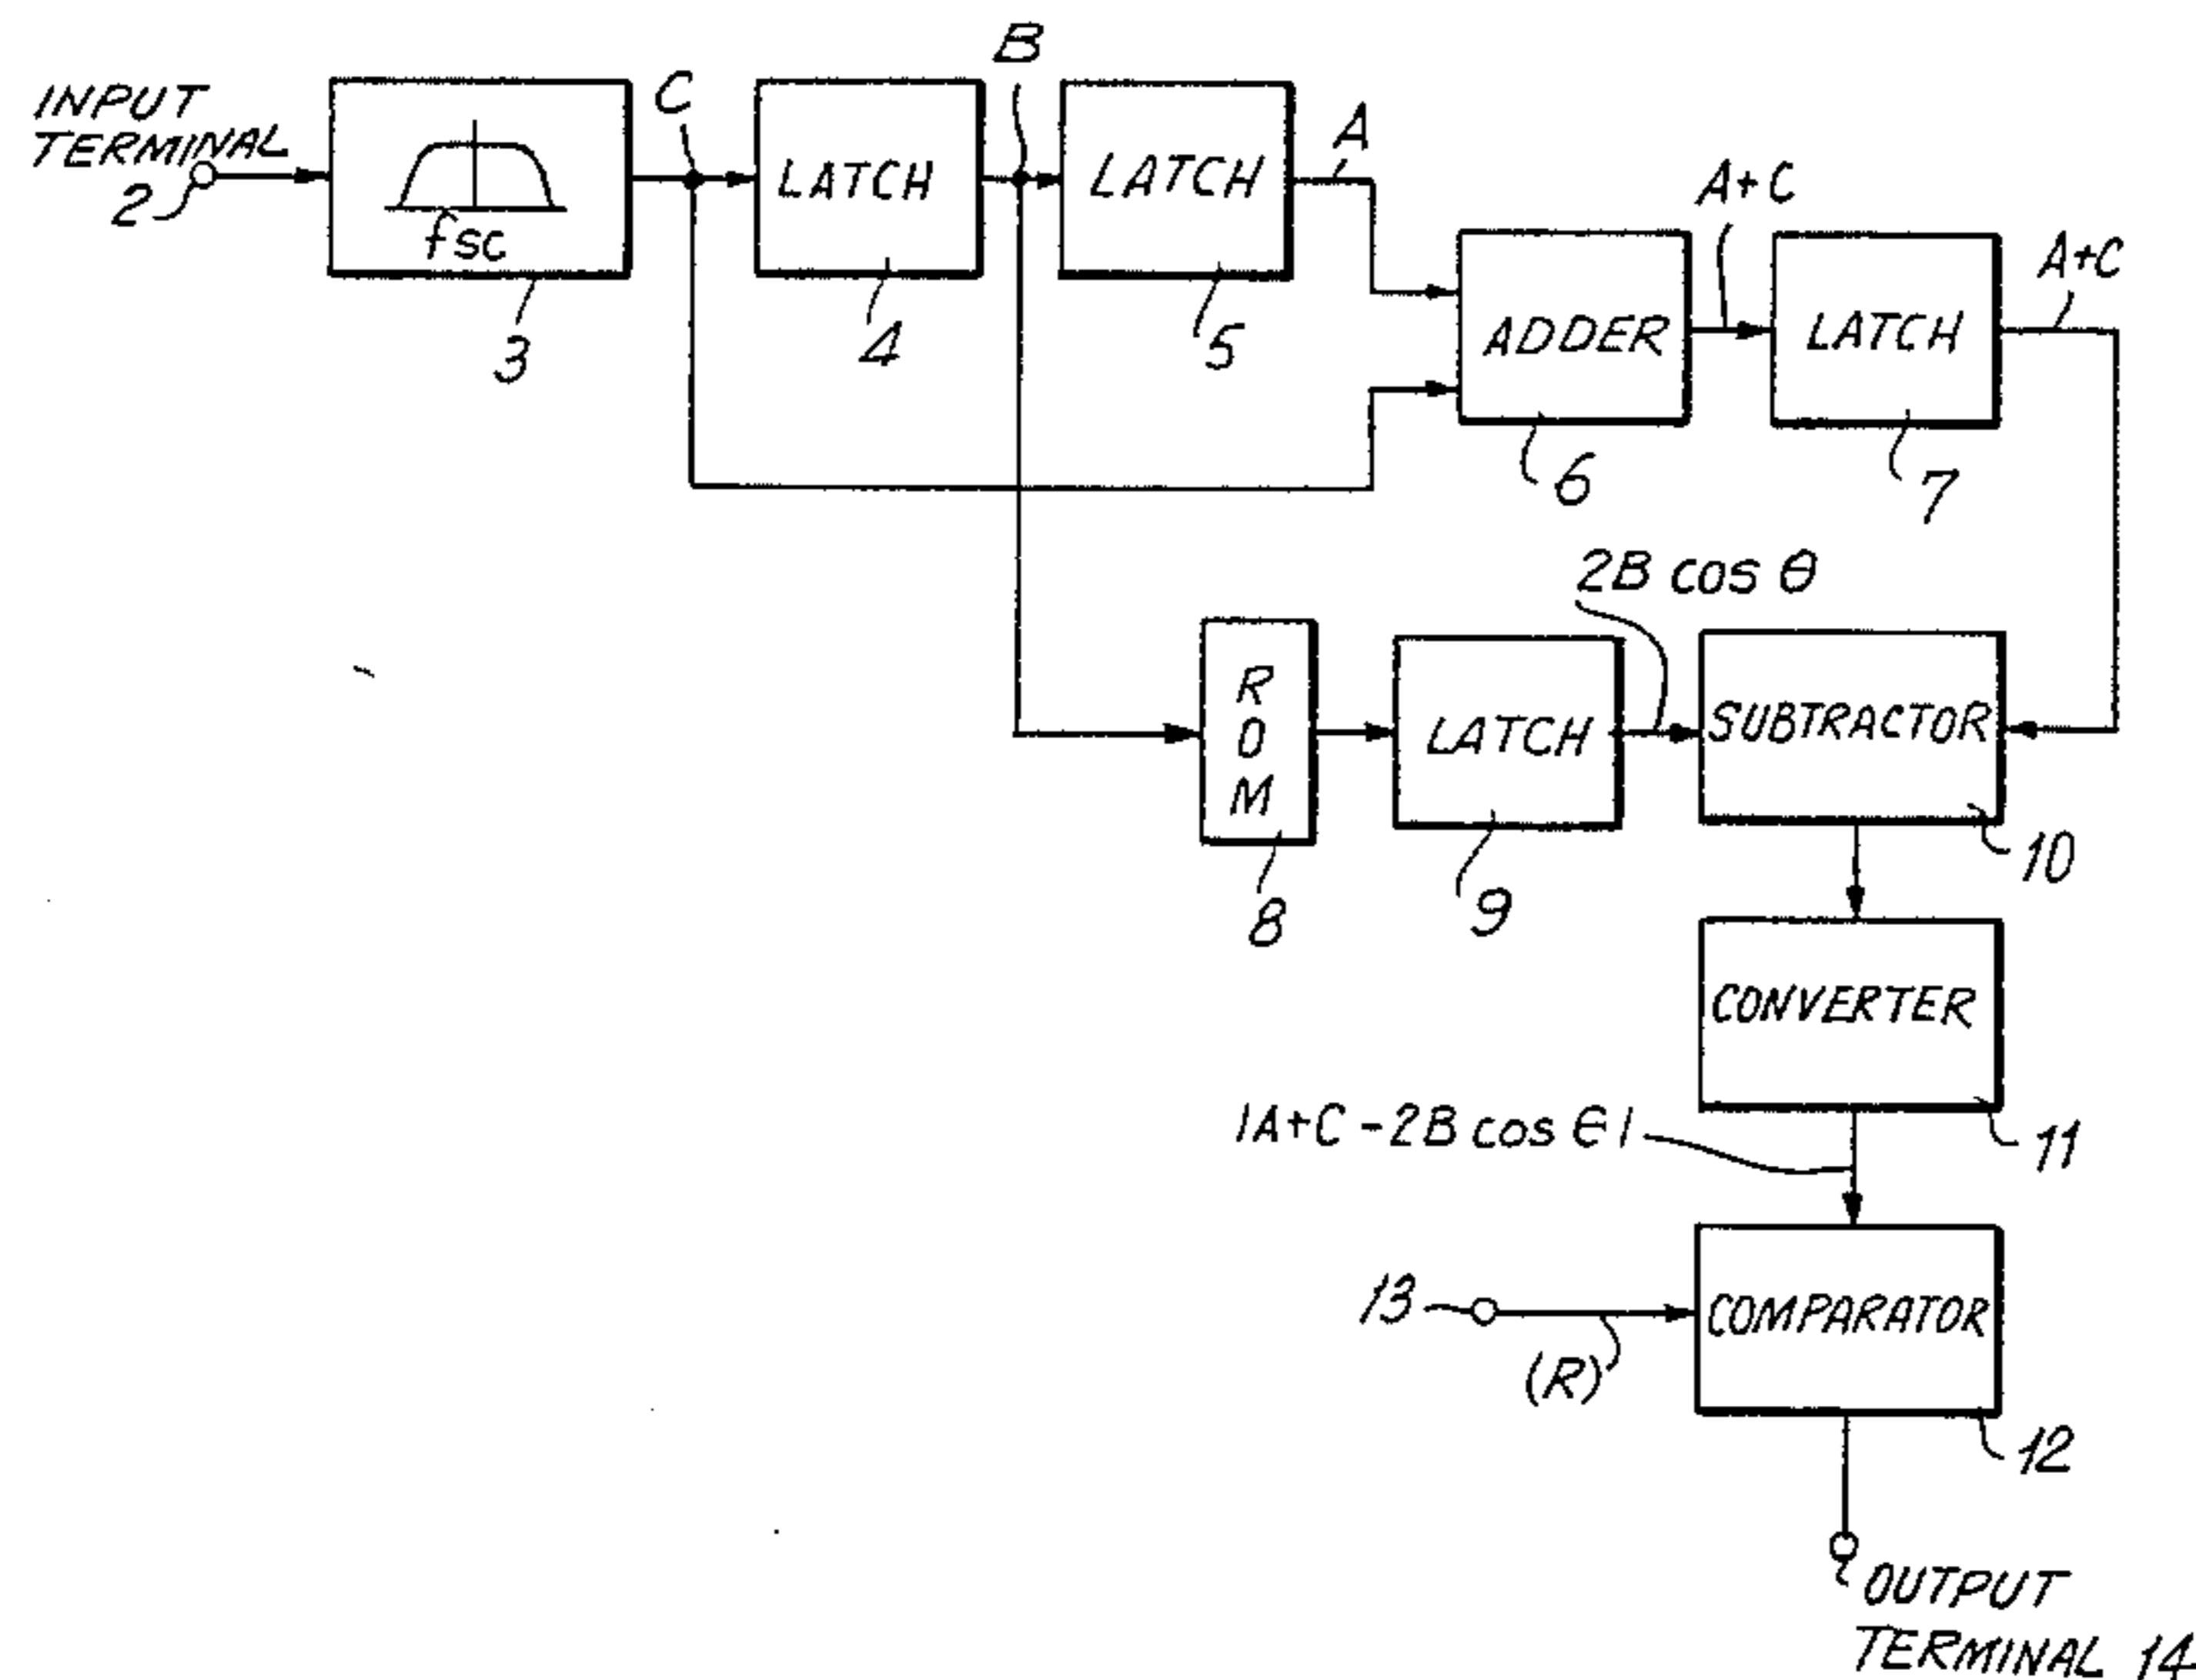 INPUT
TERMINAL
2
fsc
3
C
LATCH
4
B
LATCH
5
A
ADDER
6
A+C
LATCH
7
A+C
ROM
8
LATCH
9
2B cos θ
SUBTRACTOR
10
CONVERTER
11
|A+C-2B cos θ|
COMPARATOR
12
13
(R)
OUTPUT
TERMINAL 14